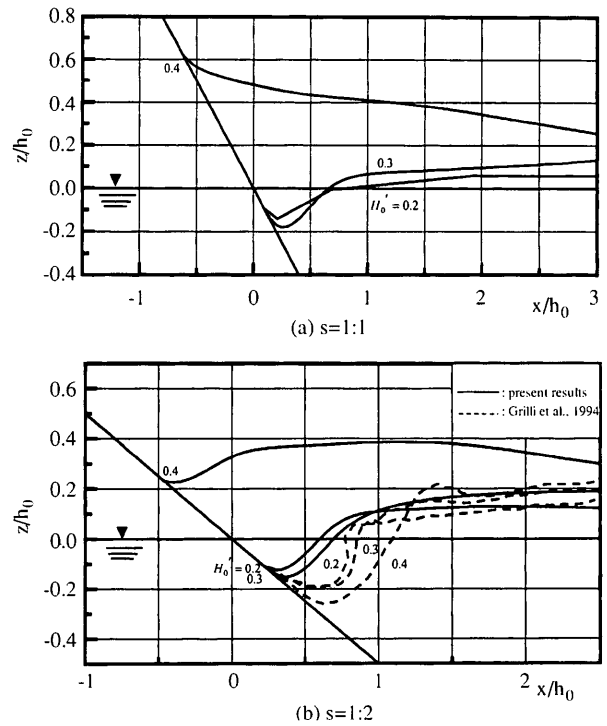 0.8
0.6
0.4
0.2
0.0
-0.2
-0.4
z/h₀
0.4
0.3
H₀' = 0.2
-1 0 1 2 3
x/h₀
(a) s=1:1
0.6
0.4
0.2
0.0
-0.2
-0.4
z/h₀
: present results
: Grilli et al., 1994
0.4
H₀' = 0.2
0.3
0.2
0.3
0.4
-1 0 1 2
x/h₀
(b) s=1:2